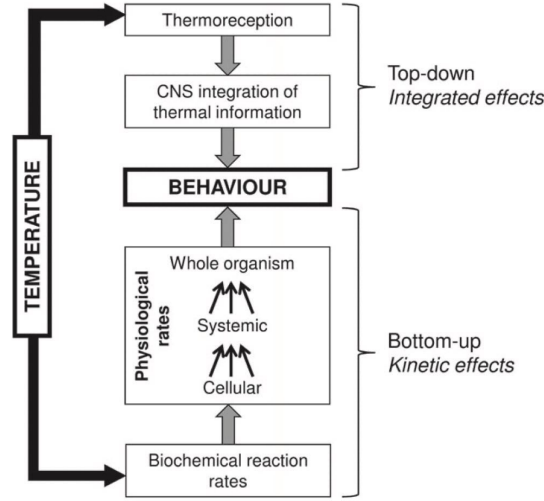 Thermoreception
CNS integration of
thermal information
Top-down
Integrated effects
TEMPERATURE
BEHAVIOUR
Physiological
rates
Whole organism
Systemic
Cellular
Bottom-up
Kinetic effects
Biochemical reaction
rates